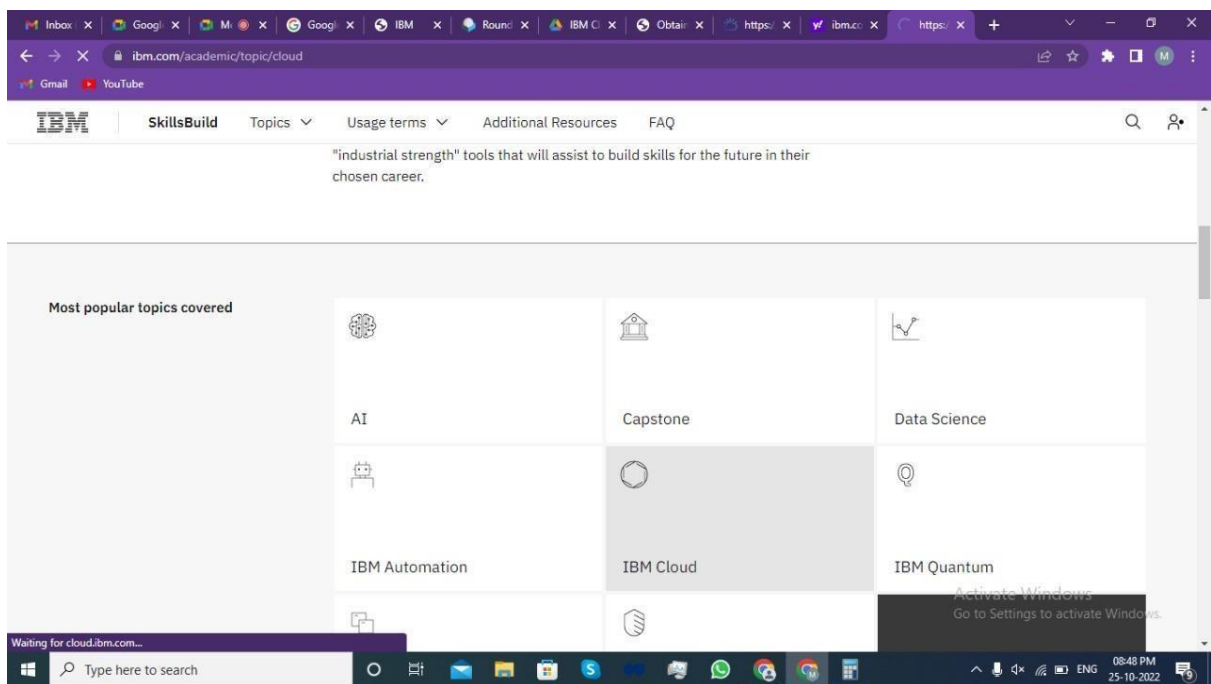 Inbox
Googl
M
Googl
IBM
Round
IBM Cl
Obtair
https:/
ibm.co
https:/
ibm.com/academic/topic/cloud
M
Gmail
YouTube
IBM SkillsBuild Topics Usage terms Additional Resources FAQ
"industrial strength" tools that will assist to build skills for the future in their
chosen career.
Most popular topics covered
AI
Capstone
Data Science
IBM Automation
IBM Cloud
IBM Quantum
Activate Windows
Go to Settings to activate Windows.
Waiting for cloud.ibm.com...
Type here to search
ENG
08:48 PM
25-10-2022
9